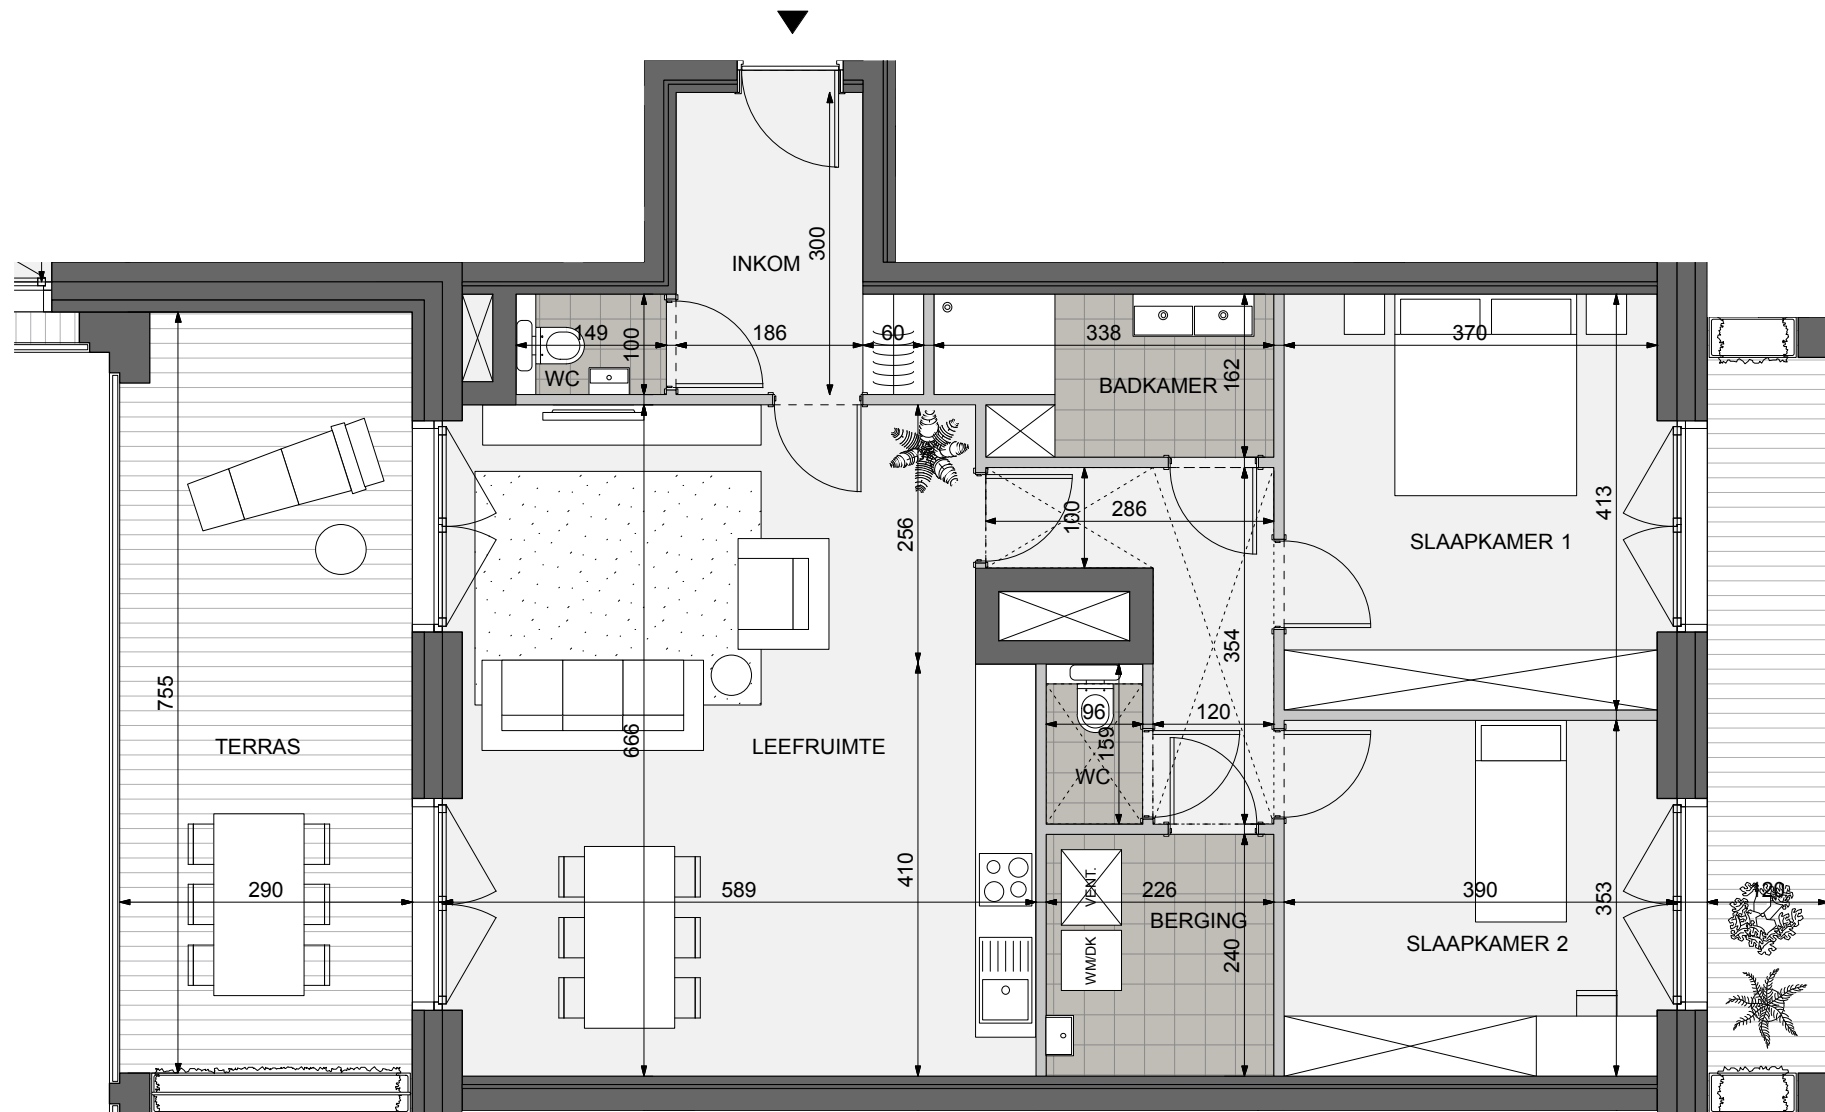 300
INKOM
149
100
186
60
338
370
WC
BADKAMER
162
256
100
286
413
SLAAPKAMER 1
354
755
666
96
120
159
TERRAS
LEEFRUIMTE
WC
410
VENT.
290
589
226
390
353
120
BERGING
SLAAPKAMER 2
240
WM/DK